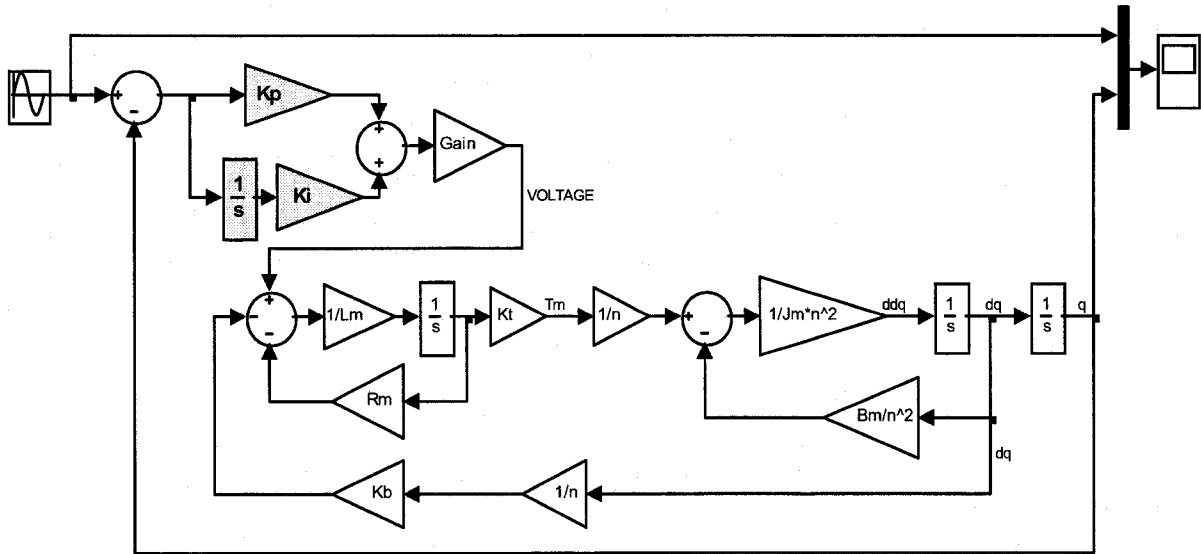 +
-
Kp
+
+
Gain
1
s
Ki
VOLTAGE
+
-
-
1/Lm
1
s
Kt
Tm
1/n
+
-
1/Jm*n^2
ddq
1
s
dq
1
s
q
Rm
Bm/n^2
dq
Kb
1/n